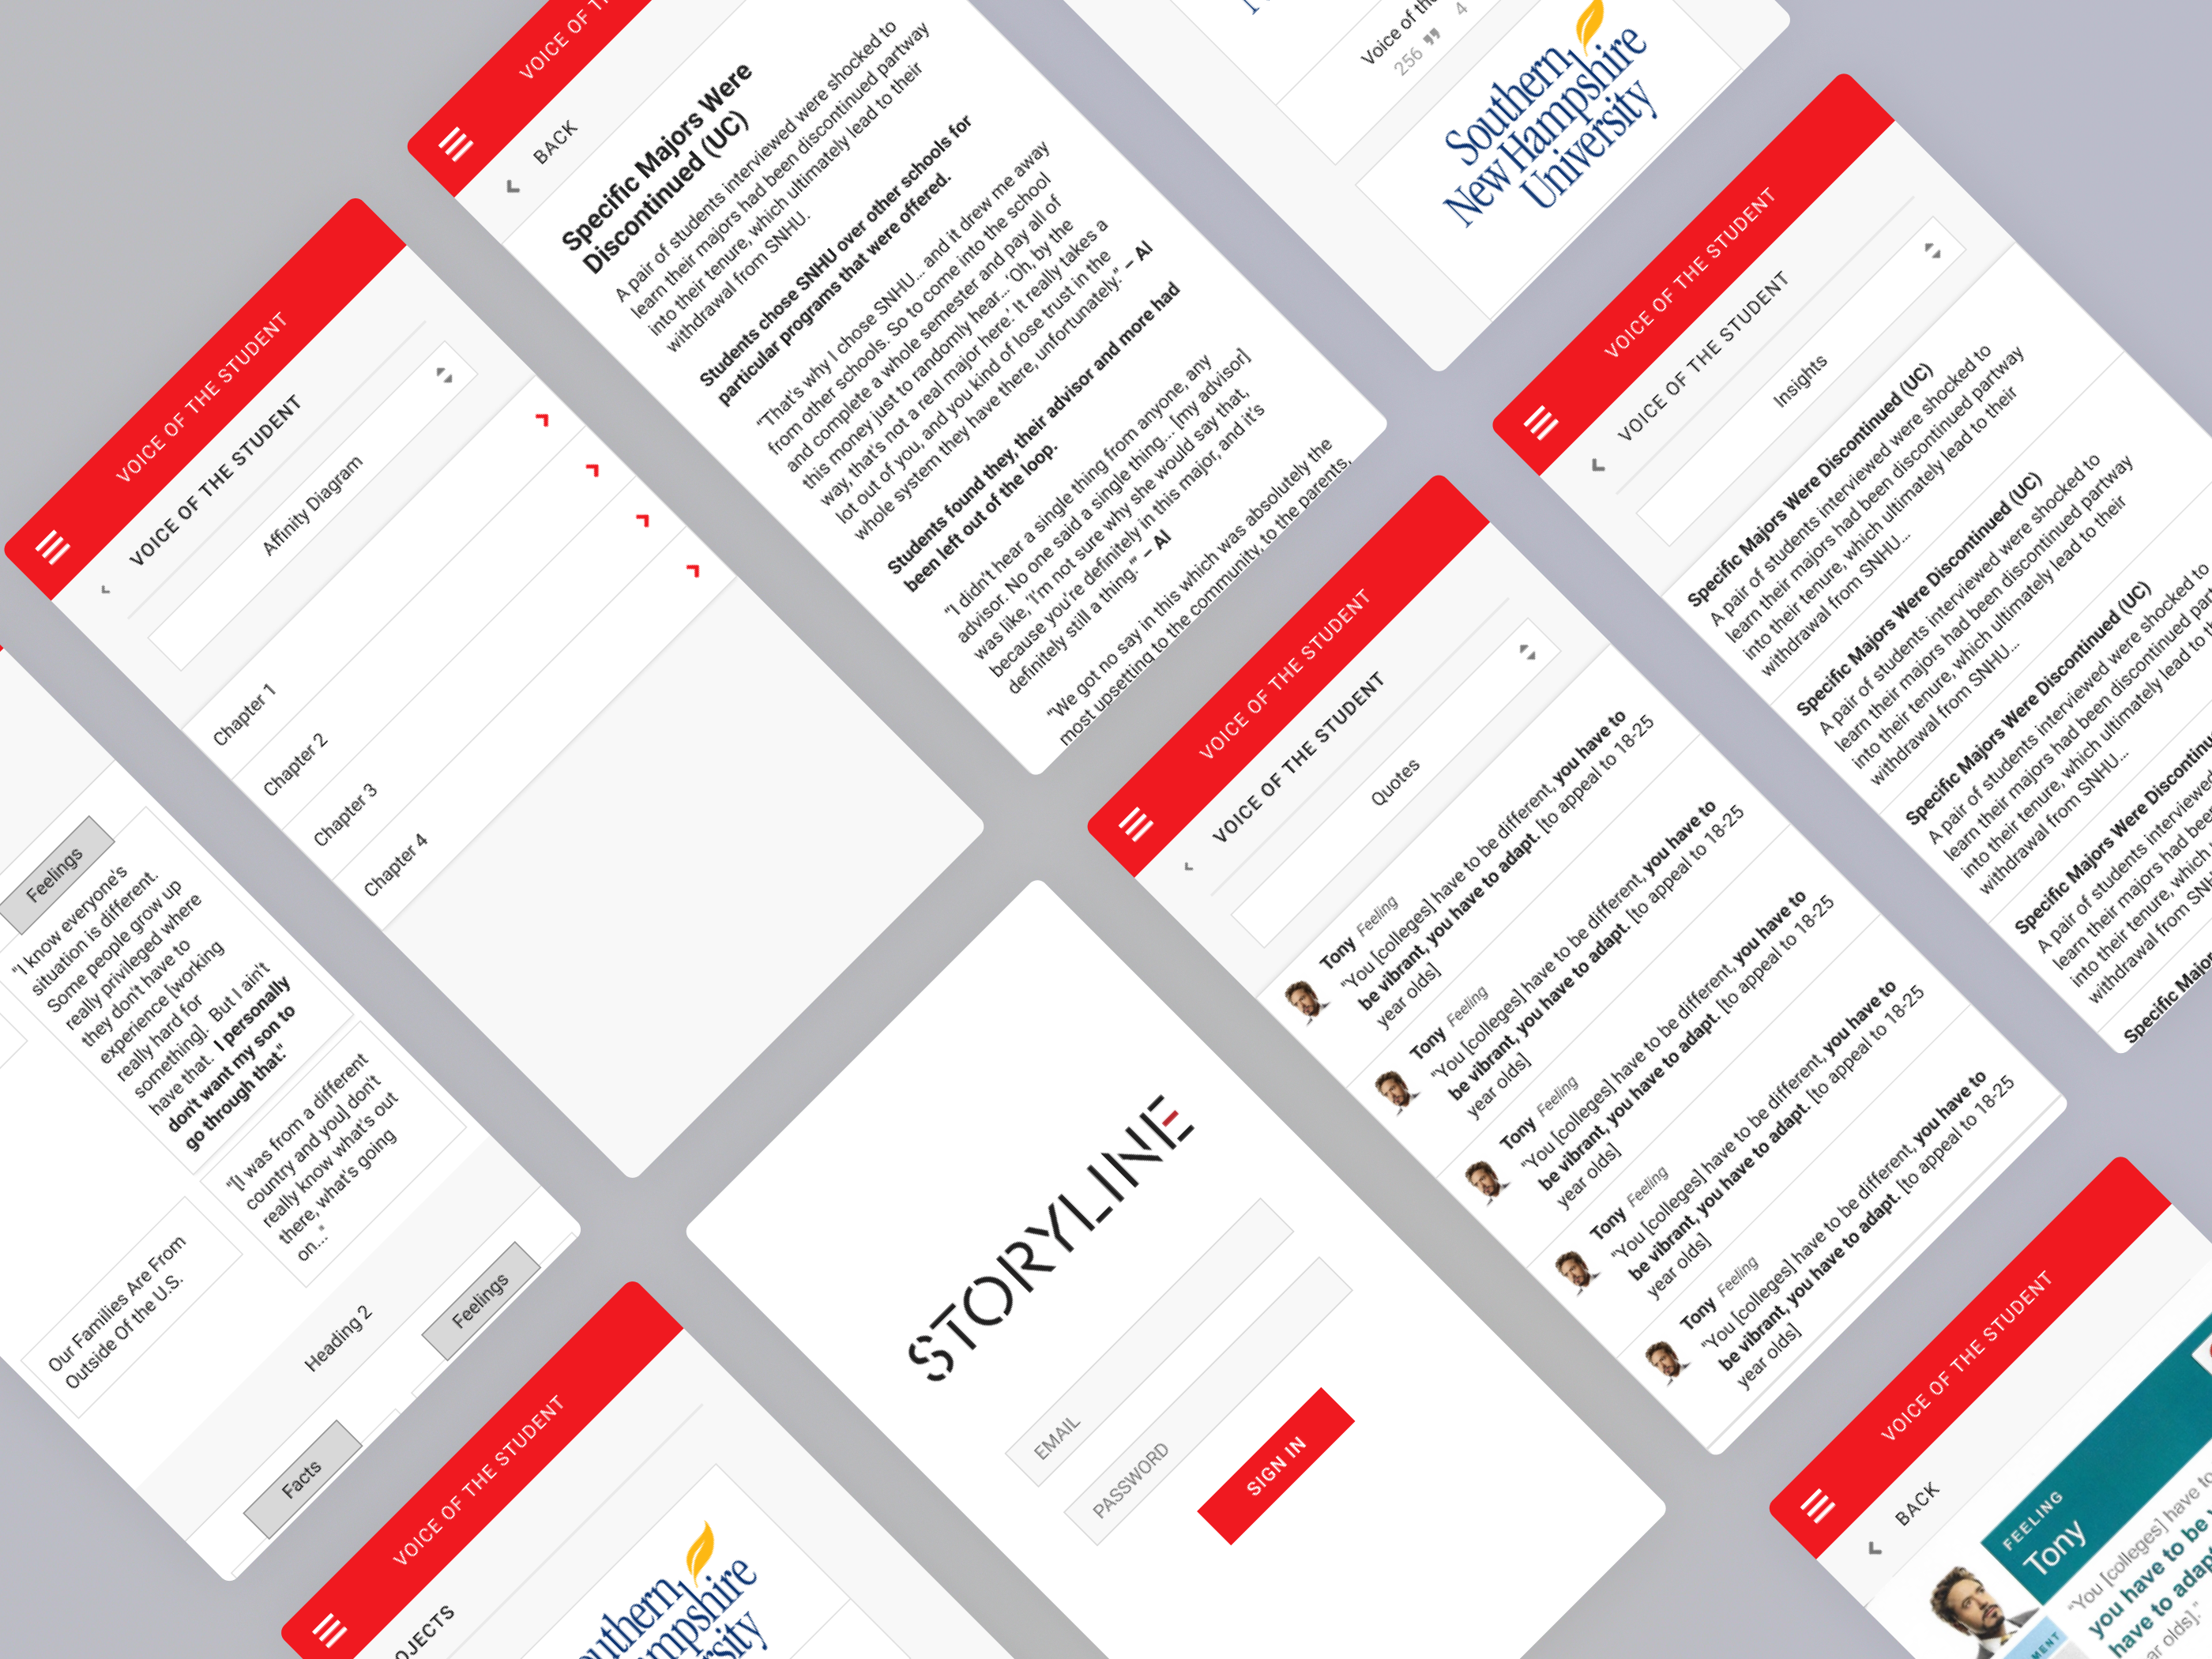 VOICE OF T
BACK
Specific Majors Were
Discontinued (UC)
A pair of students interviewed were shocked to
learn their majors had been discontinued partway
into their tenure, which ultimately lead to their
withdrawal from SNHU.
Students chose SNHU over other schools for
particular programs that were offered.
"That's why I chose SNHU... and it drew me away
from other schools. So to come into the school
and complete a whole semester and pay all of
this money just to randomly hear... 'Oh, by the
way, that's not a real major here.' It really takes a
lot out of you, and you kind of lose trust in the
whole system they have there, unfortunately." – Al
Students found they, their advisor and more had
been left out of the loop.
"I didn't hear a single thing from anyone, any
advisor. No one said a single thing... [my advisor]
was like, 'I'm not sure why she would say that,
because you're definitely in this major, and it's
definitely still a thing." – Al
"We got no say in this which was absolutely the
most upsetting to the community, to the parents,
Voice of the
256 4
Southern
New Hampshire
University
VOICE OF THE STUDENT
VOICE OF THE STUDENT
Insights
Specific Majors Were Discontinued (UC)
A pair of students interviewed were shocked to
learn their majors had been discontinued partway
into their tenure, which ultimately lead to their
withdrawal from SNHU...
Specific Majors Were Discontinued (UC)
A pair of students interviewed were shocked to
learn their majors had been discontinued partway
into their tenure, which ultimately lead to their
withdrawal from SNHU...
Specific Majors Were Discontinued (UC)
A pair of students interviewed were shocked to
learn their majors had been discontinued part
into their tenure, which ultimately lead to th
withdrawal from SNHU...
Specific Majors Were Discontinu
A pair of students interviewed
learn their majors had been
into their tenure, which
withdrawal from SNH
Specific Major
VOICE OF THE STUDENT
VOICE OF THE STUDENT
Affinity Diagram
Chapter 1
Chapter 2
Chapter 3
Chapter 4
Feelings
"I know everyone's
situation is different.
Some people grow up
really privileged where
they don't have to
experience [working
really hard for
something]. But I ain't
have that. I personally
don't want my son to
go through that."
"[I was from a different
country and you] don't
really know what's out
there, what's going
on..."
Our Families Are From
Outside Of the U.S.
Heading 2
Feelings
Facts
VOICE OF THE STUDENT
VOICE OF THE STUDENT
Quotes
Tony Feeling
"You [colleges] have to be different, you have to
be vibrant, you have to adapt. [to appeal to 18-25
year olds]
Tony Feeling
"You [colleges] have to be different, you have to
be vibrant, you have to adapt. [to appeal to 18-25
year olds]
Tony Feeling
"You [colleges] have to be different, you have to
be vibrant, you have to adapt. [to appeal to 18-25
year olds]
Tony Feeling
"You [colleges] have to be different, you have to
be vibrant, you have to adapt. [to appeal to 18-25
year olds]
Tony Feeling
"You [colleges] have to be different, you have to
be vibrant, you have to adapt. [to appeal to 18-25
year olds]
STORYLINE
EMAIL
PASSWORD
SIGN IN
VOICE OF THE STUDENT
OJECTS
uthern
ampshire
rsity
VOICE OF THE STUDENT
BACK
FEELING
Tony
"You [colleges] have to
you have to be v
have to adap
ar olds]."
MENT